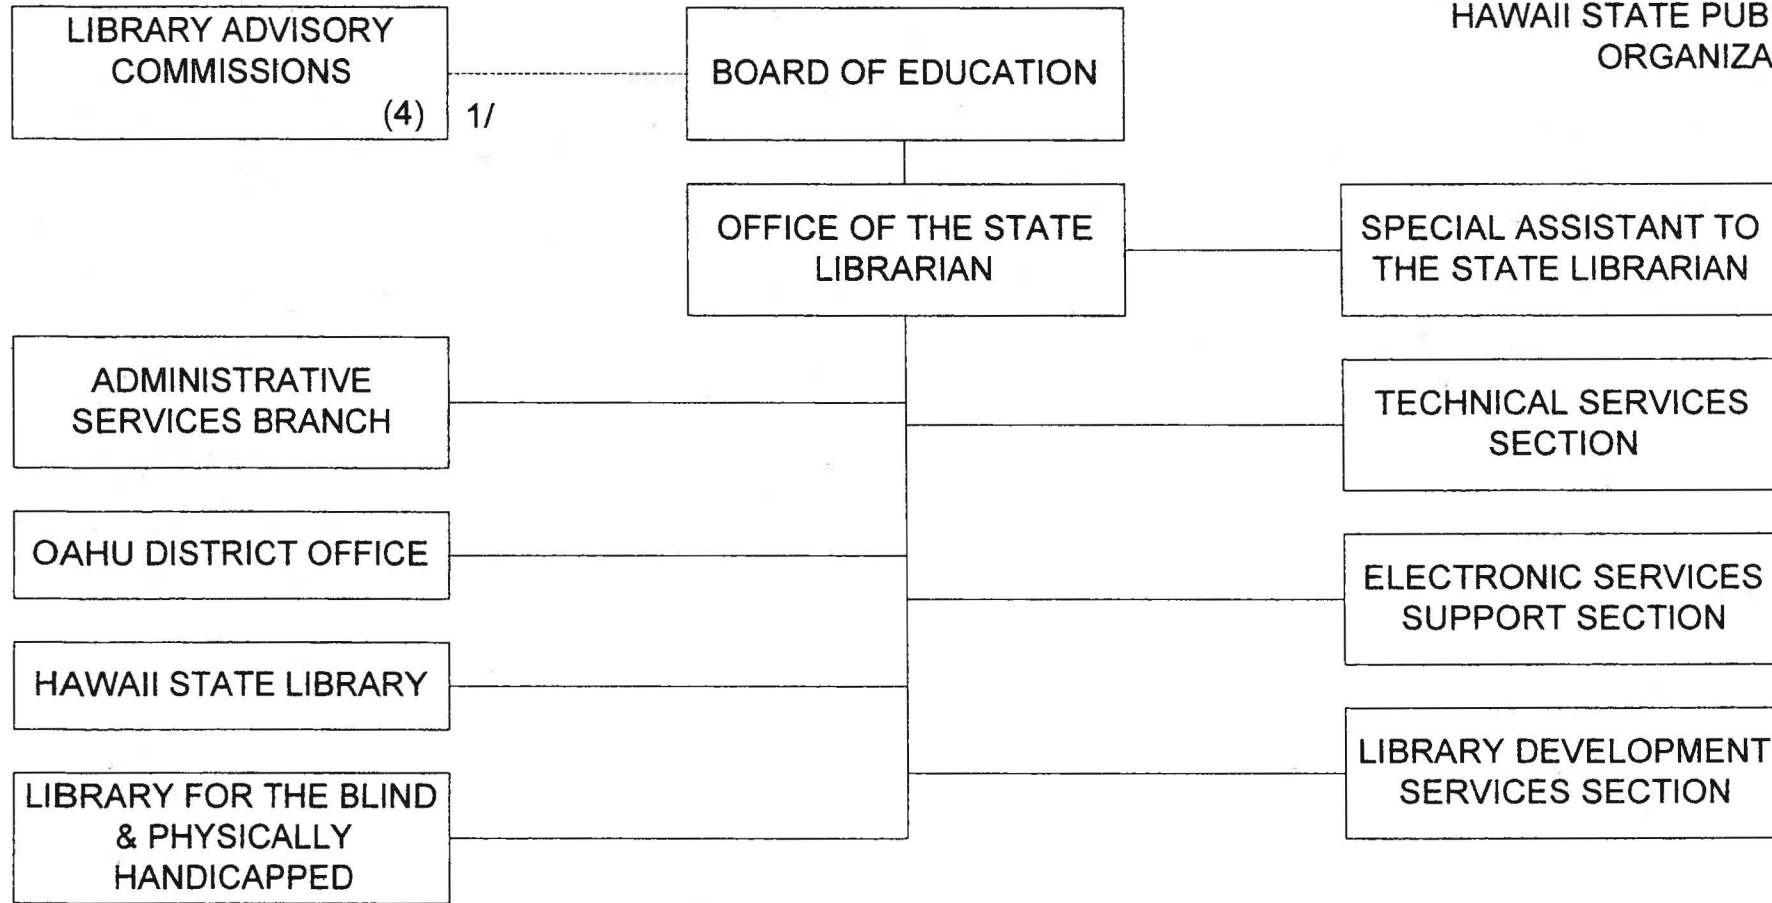 LIBRARY ADVISORY
COMMISSIONS
(4) 1/
BOARD OF EDUCATION
HAWAII STATE PUB
ORGANIZA
OFFICE OF THE STATE
LIBRARIAN
SPECIAL ASSISTANT TO
THE STATE LIBRARIAN
ADMINISTRATIVE
SERVICES BRANCH
TECHNICAL SERVICES
SECTION
OAHU DISTRICT OFFICE
ELECTRONIC SERVICES
SUPPORT SECTION
HAWAII STATE LIBRARY
LIBRARY DEVELOPMENT
SERVICES SECTION
LIBRARY FOR THE BLIND
& PHYSICALLY
HANDICAPPED